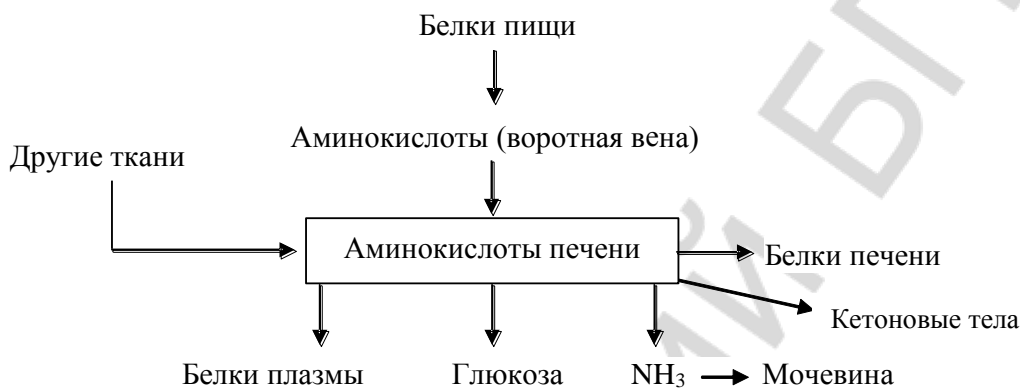 Белки пищи
Аминокислоты (воротная вена)
Другие ткани
Аминокислоты печени
Белки печени
Кетоновые тела
Белки плазмы Глюкоза NH₃ Мочевина